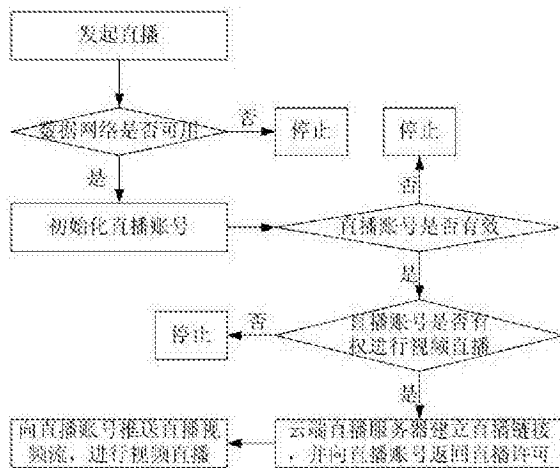 发起直播
数据网络是否可用
否
停止
停止
是
否
初始化直播账号
直播账号是否有效
是
停止
否
直播账号是否有
权进行视频直播
是
向直播账号推送直播视
频流，进行视频直播
云端直播服务器建立直播链接
，并向直播账号返回直播许可